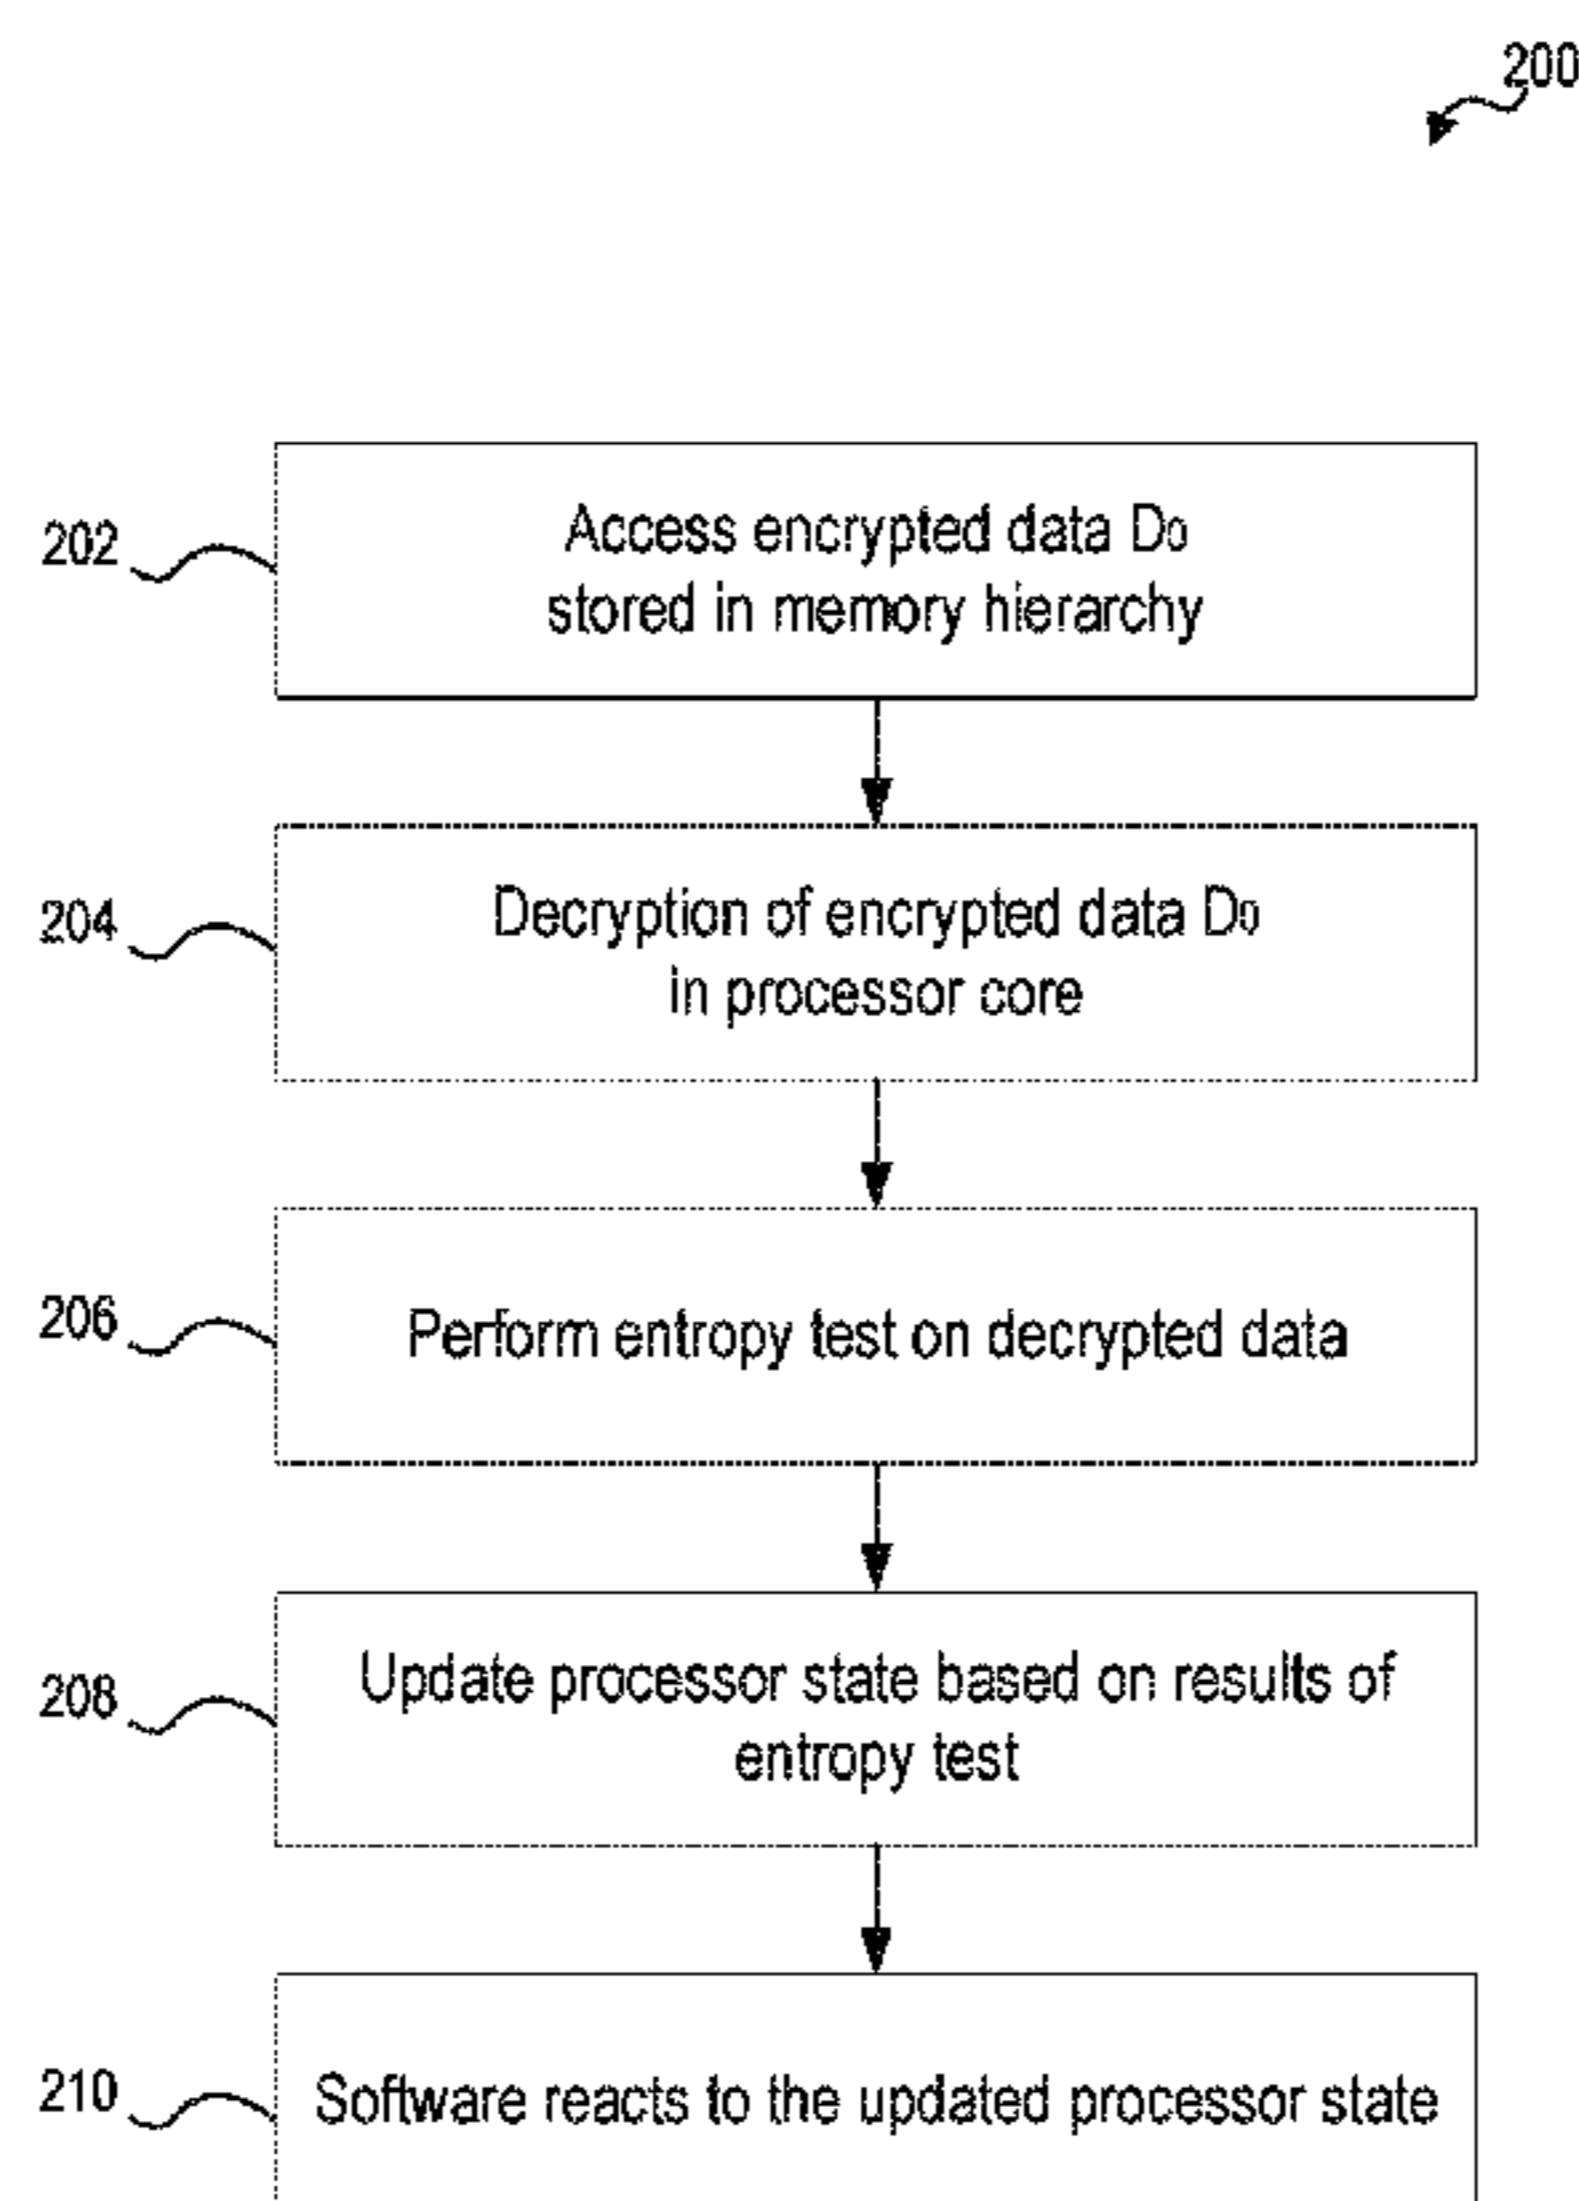 200
202
Access encrypted data D0
stored in memory hierarchy
204
Decryption of encrypted data D0
in processor core
206
Perform entropy test on decrypted data
208
Update processor state based on results of
entropy test
210
Software reacts to the updated processor state